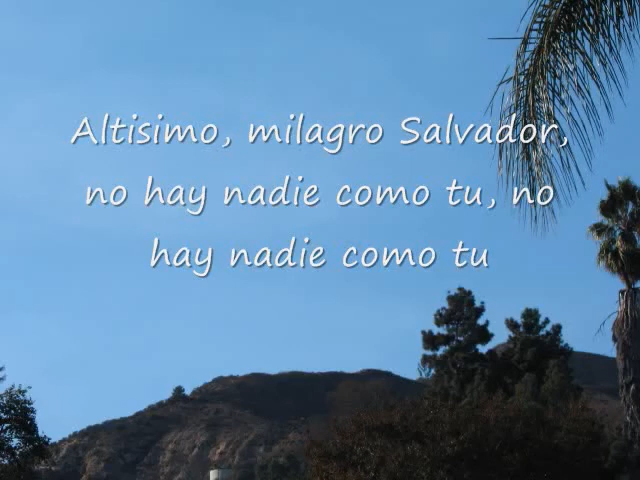 Altisimo, milagro Salvador,
no hay nadie como tu, no
hay nadie como tu